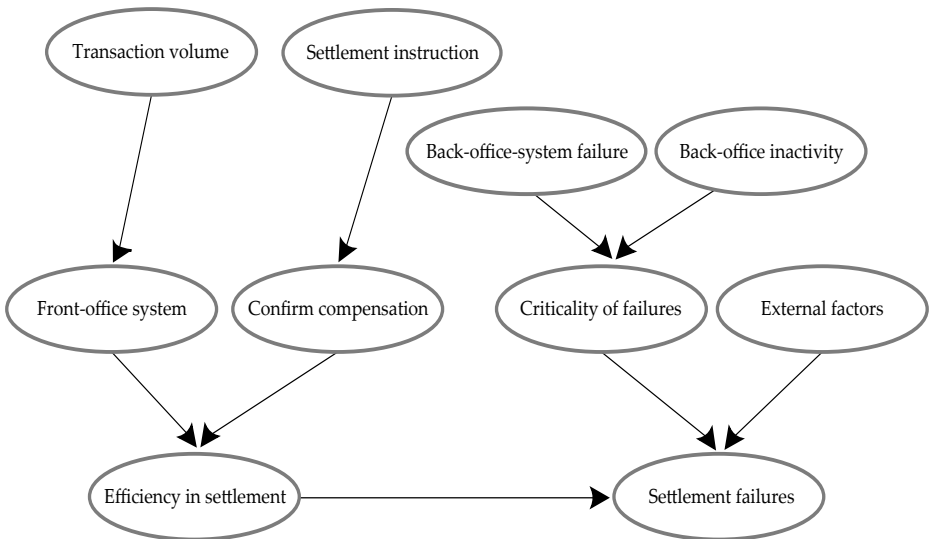 Transaction volume
Settlement instruction
Back-office-system failure
Back-office inactivity
Front-office system
Confirm compensation
Criticality of failures
External factors
Efficiency in settlement
Settlement failures